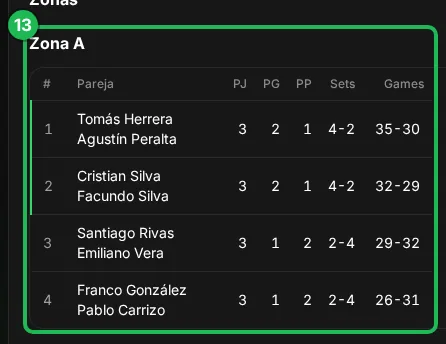 Zonas
13
Zona A
# Pareja PJ PG PP Sets Games
1 Tomás Herrera 3 2 1 4-2 35-30
Agustín Peralta
2 Cristian Silva 3 2 1 4-2 32-29
Facundo Silva
3 Santiago Rivas 3 1 2 2-4 29-32
Emiliano Vera
4 Franco González 3 1 2 2-4 26-31
Pablo Carrizo